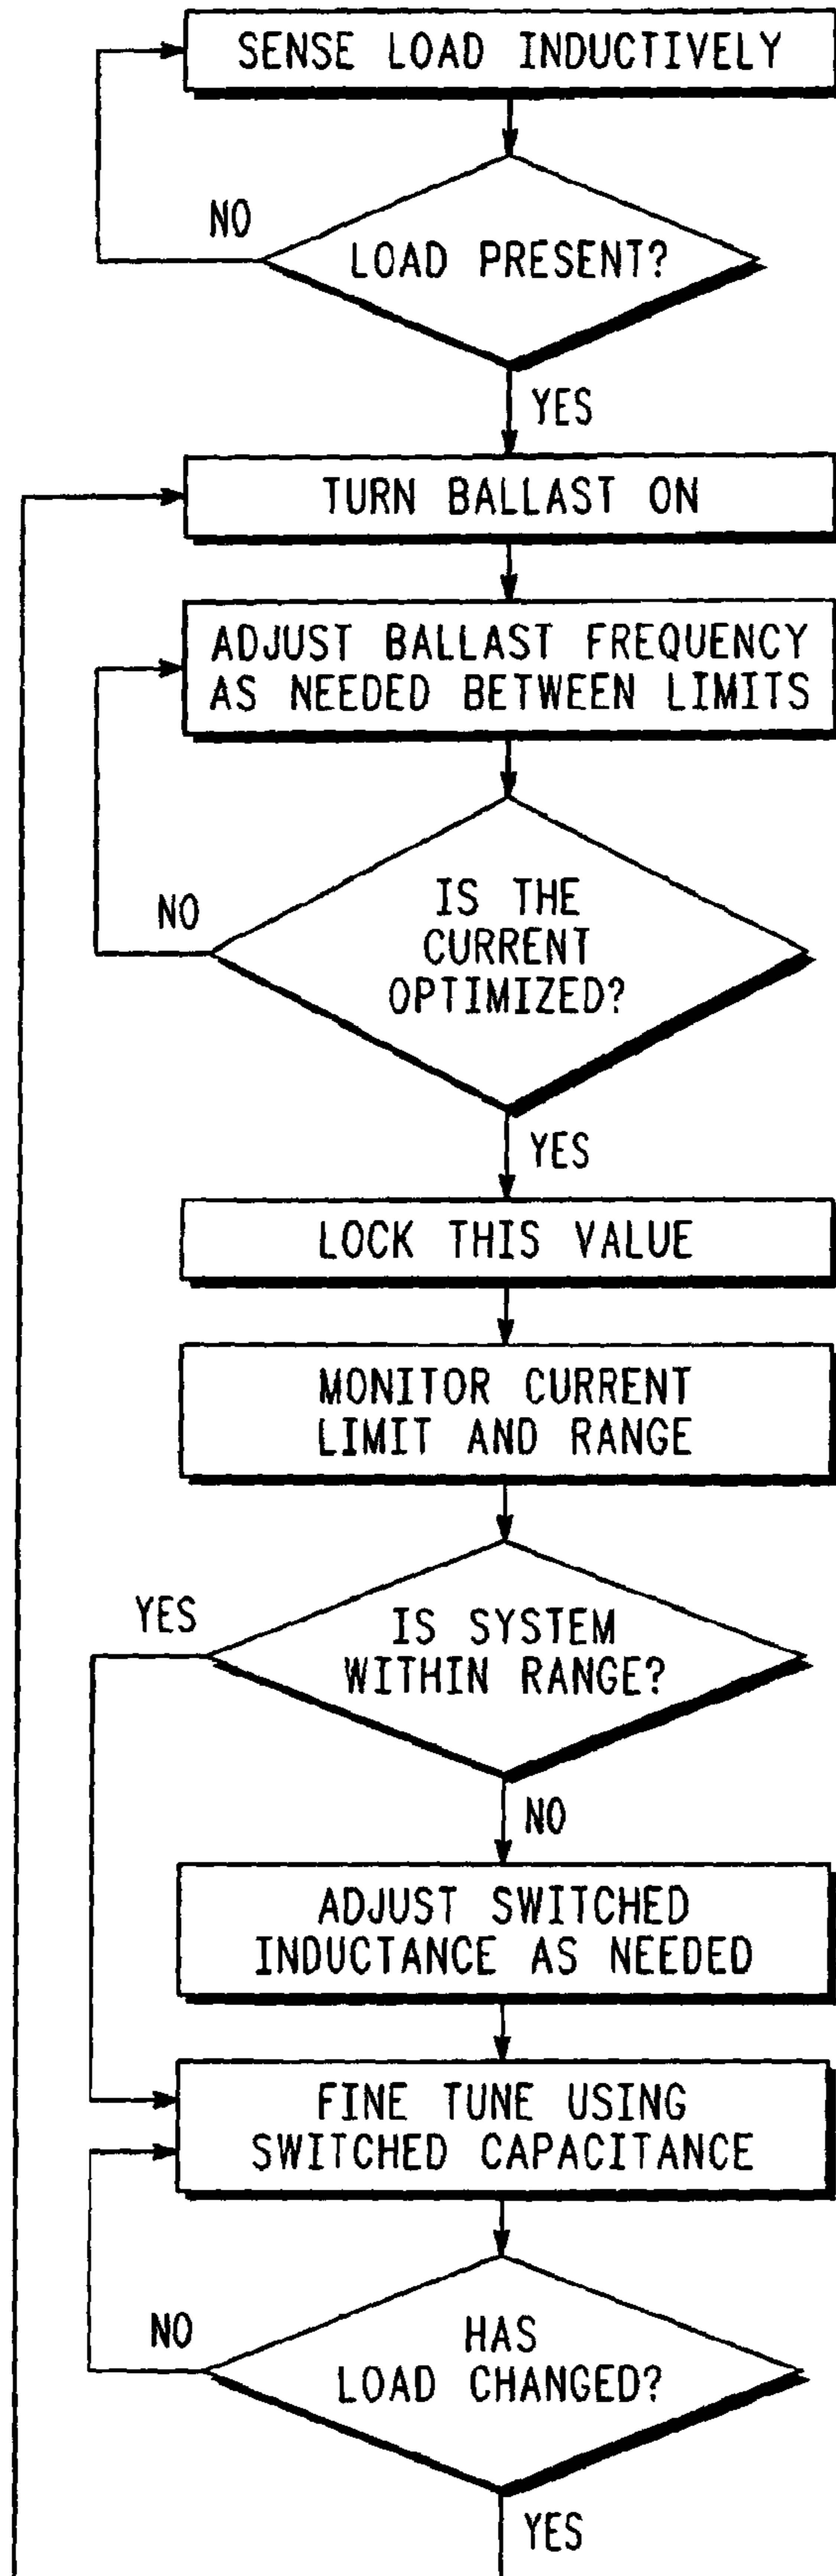 SENSE LOAD INDUCTIVELY
NO
LOAD PRESENT?
YES
TURN BALLAST ON
ADJUST BALLAST FREQUENCY
AS NEEDED BETWEEN LIMITS
NO
IS THE
CURRENT
OPTIMIZED?
YES
LOCK THIS VALUE
MONITOR CURRENT
LIMIT AND RANGE
YES
IS SYSTEM
WITHIN RANGE?
NO
ADJUST SWITCHED
INDUCTANCE AS NEEDED
FINE TUNE USING
SWITCHED CAPACITANCE
NO
HAS
LOAD CHANGED?
YES